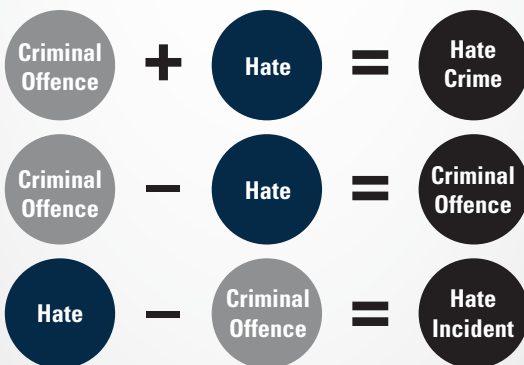 Criminal
Offence
+
Hate
=
Hate
Crime
Criminal
Offence
−
Hate
=
Criminal
Offence
Hate
−
Criminal
Offence
=
Hate
Incident